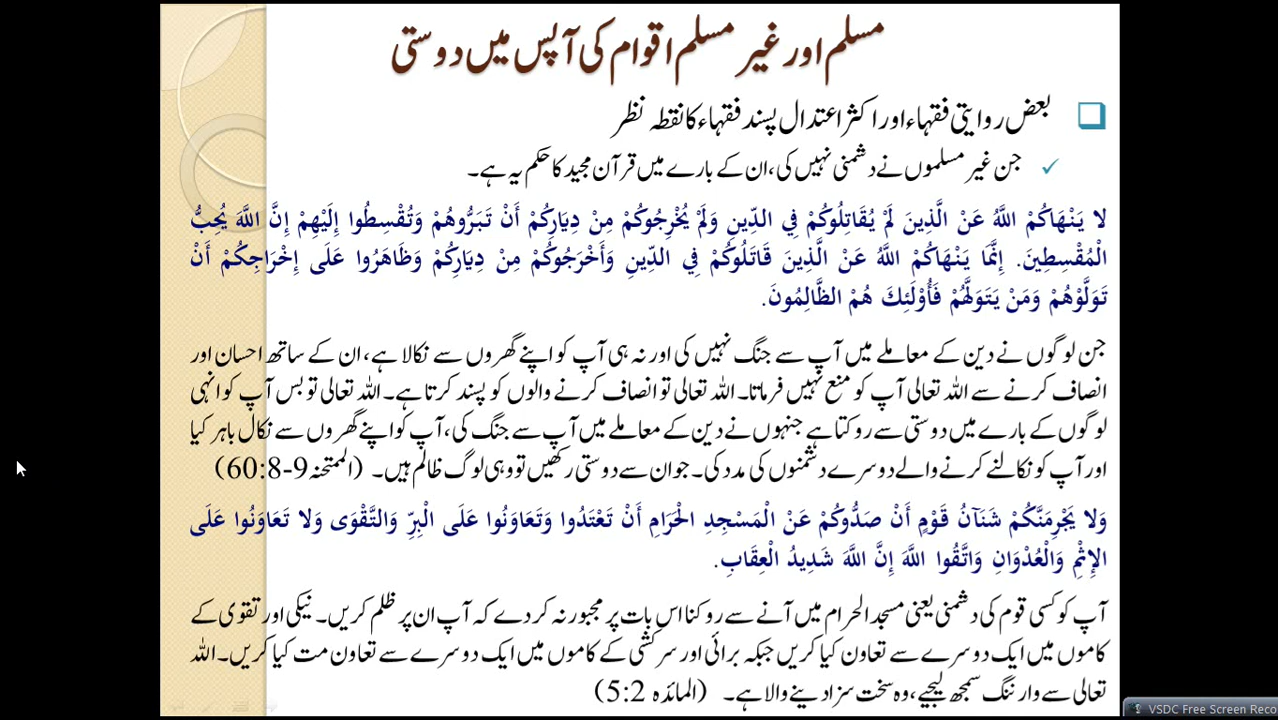 مسلم اور غیر مسلم اقوام کی آپس میں دوستی
بعض روایتی فقہاء اور اکثر اعتدال پسند فقہاء کا نقطہ نظر
جن غیر مسلموں نے دشمنی نہیں کی، ان کے بارے میں قرآن مجید کا حکم یہ ہے۔
لا يَنْهَاكُمْ اللَّهُ عَنْ الَّذِينَ لَمْ يُقَاتِلُوكُمْ فِي الدِّينِ وَلَمْ يُخْرِجُوكُمْ مِنْ دِيَارِكُمْ أَنْ تَبَرُّوهُمْ وَتُقْسِطُوا إِلَيْهِمْ إِنَّ اللَّهَ يُحِبُّ
الْمُقْسِطِينَ. إِنَّمَا يَنْهَاكُمْ اللَّهُ عَنْ الَّذِينَ قَاتَلُوكُمْ فِي الدِّينِ وَأَخْرَجُوكُمْ مِنْ دِيَارِكُمْ وَظَاهَرُوا عَلَى إِخْرَاجِكُمْ أَنْ
تَوَلَّوْهُمْ وَمَنْ يَتَوَلَّهُمْ فَأُوْلَئِكَ هُمْ الظَّالِمُونَ.
جن لوگوں نے دین کے معاملے میں آپ سے جنگ نہیں کی اور نہ ہی آپ کو اپنے گھروں سے نکالا ہے، ان کے ساتھ احسان اور
انصاف کرنے سے اللہ تعالی آپ کو منع نہیں فرماتا۔ اللہ تعالی تو انصاف کرنے والوں کو پسند کرتا ہے۔ اللہ تعالی تو بس آپ کو انہی
لوگوں کے بارے میں دوستی سے روکتا ہے جنہوں نے دین کے معاملے میں آپ سے جنگ کی، آپ کو اپنے گھروں سے نکال باہر کیا
اور آپ کو نکالنے کرنے والے دوسرے دشمنوں کی مدد کی۔ جو ان سے دوستی رکھیں تو وہی لوگ ظالم ہیں۔ (الممتحنہ 9-60:8)
وَلا يَجْرِمَنَّكُمْ شَنَآنُ قَوْمٍ أَنْ صَدُّوكُمْ عَنْ الْمَسْجِدِ الْحَرَامِ أَنْ تَعْتَدُوا وَتَعَاوَنُوا عَلَى الْبِرِّ وَالتَّقْوَى وَلا تَعَاوَنُوا عَلَى
الإِثْمِ وَالْعُدْوَانِ وَاتَّقُوا اللَّهَ إِنَّ اللَّهَ شَدِيدُ الْعِقَابِ.
آپ کو کسی قوم کی دشمنی یعنی مسجد الحرام میں آنے سے روکنا اس بات پر مجبور نہ کر دے کہ آپ ان پر ظلم کریں۔ نیکی اور تقوی کے
کاموں میں ایک دوسرے سے تعاون کیا کریں جبکہ برائی اور سرکشی کے کاموں میں ایک دوسرے سے تعاون مت کیا کریں۔ اللہ
تعالی سے وارننگ سمجھ لیجیے، وہ سخت سزا دینے والا ہے۔ (المائدہ 5:2)
VSDC Free Screen Reco